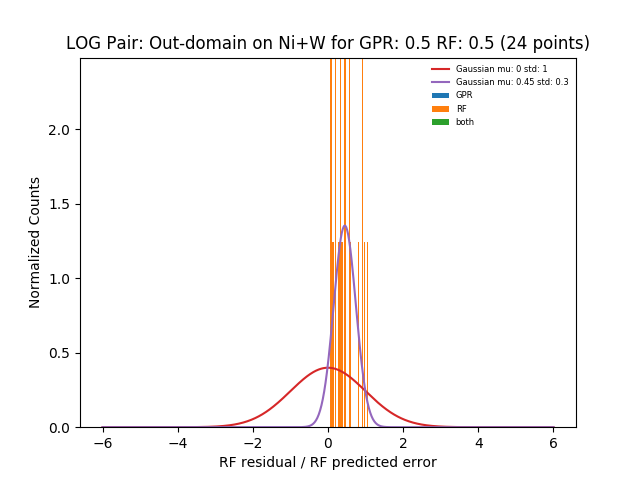 LOG Pair: Out-domain on Ni+W for GPR: 0.5 RF: 0.5 (24 points)
Gaussian mu: 0 std: 1
Gaussian mu: 0.45 std: 0.3
GPR
RF
both
Normalized Counts
2.0
1.5
1.0
0.5
0.0
−6
−4
−2
0
2
4
6
RF residual / RF predicted error